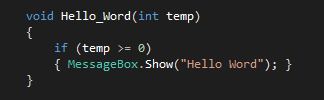 void Hello_Word(int temp)
{
if (temp >= 0)
{ MessageBox.Show("Hello Word"); }
}